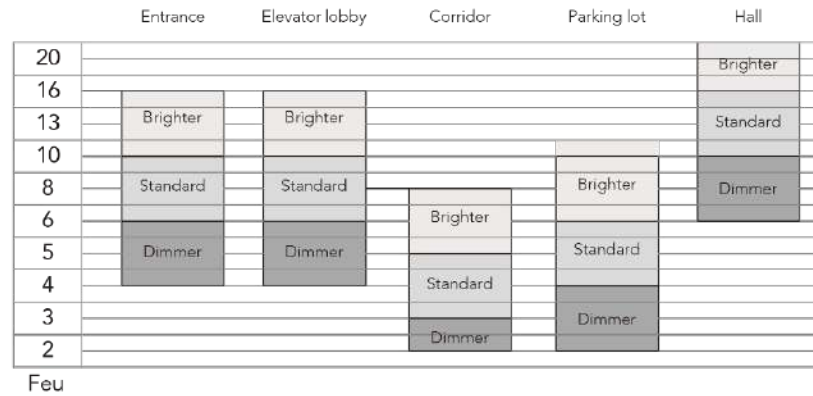 Entrance Elevator lobby Corridor Parking lot Hall
20
Brighter
16
13 Brighter Brighter Standard
10
8 Standard Standard Brighter Dimmer
Brighter
6
5 Dimmer Dimmer Standard
4 Standard
3 Dimmer
2 Dimmer
Feu